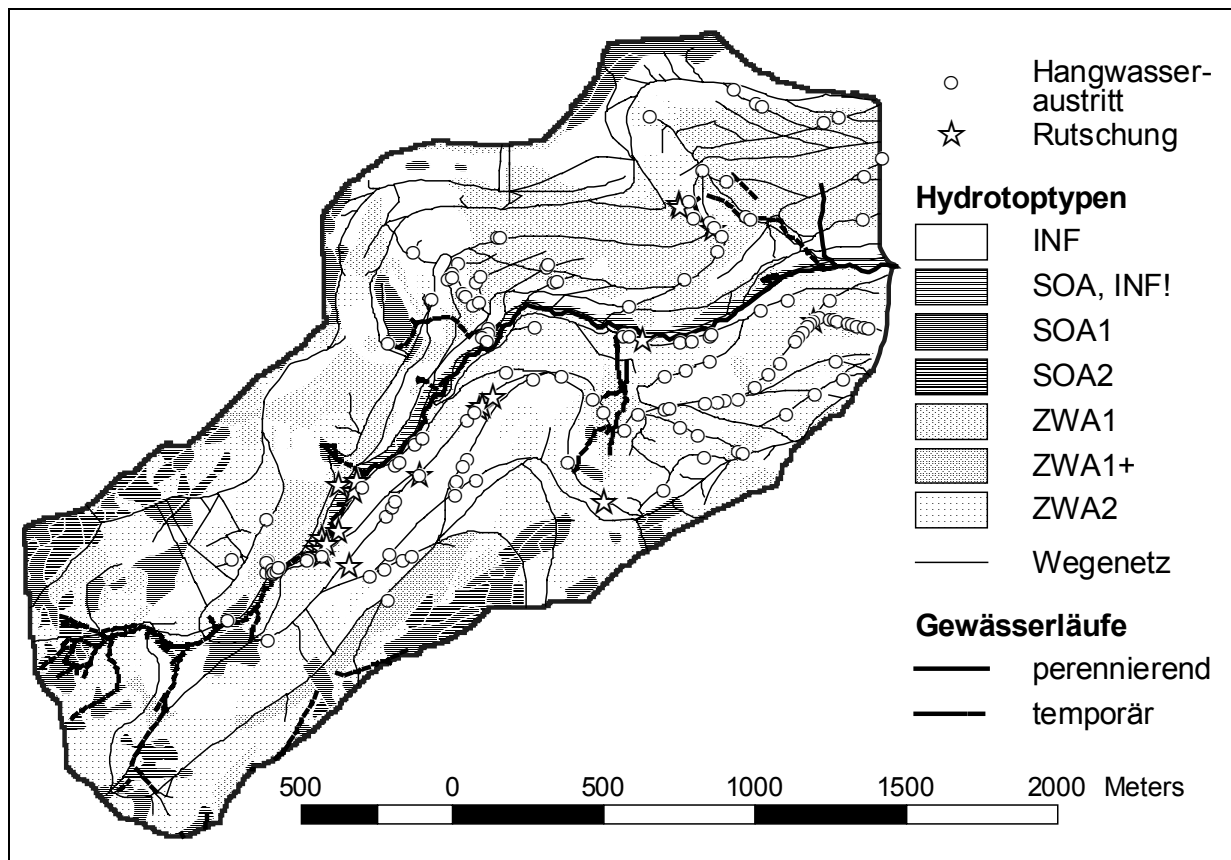 Hangwasser-
austritt
Rutschung
Hydrotoptypen
INF
SOA, INF!
SOA1
SOA2
ZWA1
ZWA1+
ZWA2
Wegenetz
Gewässerläufe
perennierend
temporär
500 0 500 1000 1500 2000 Meters